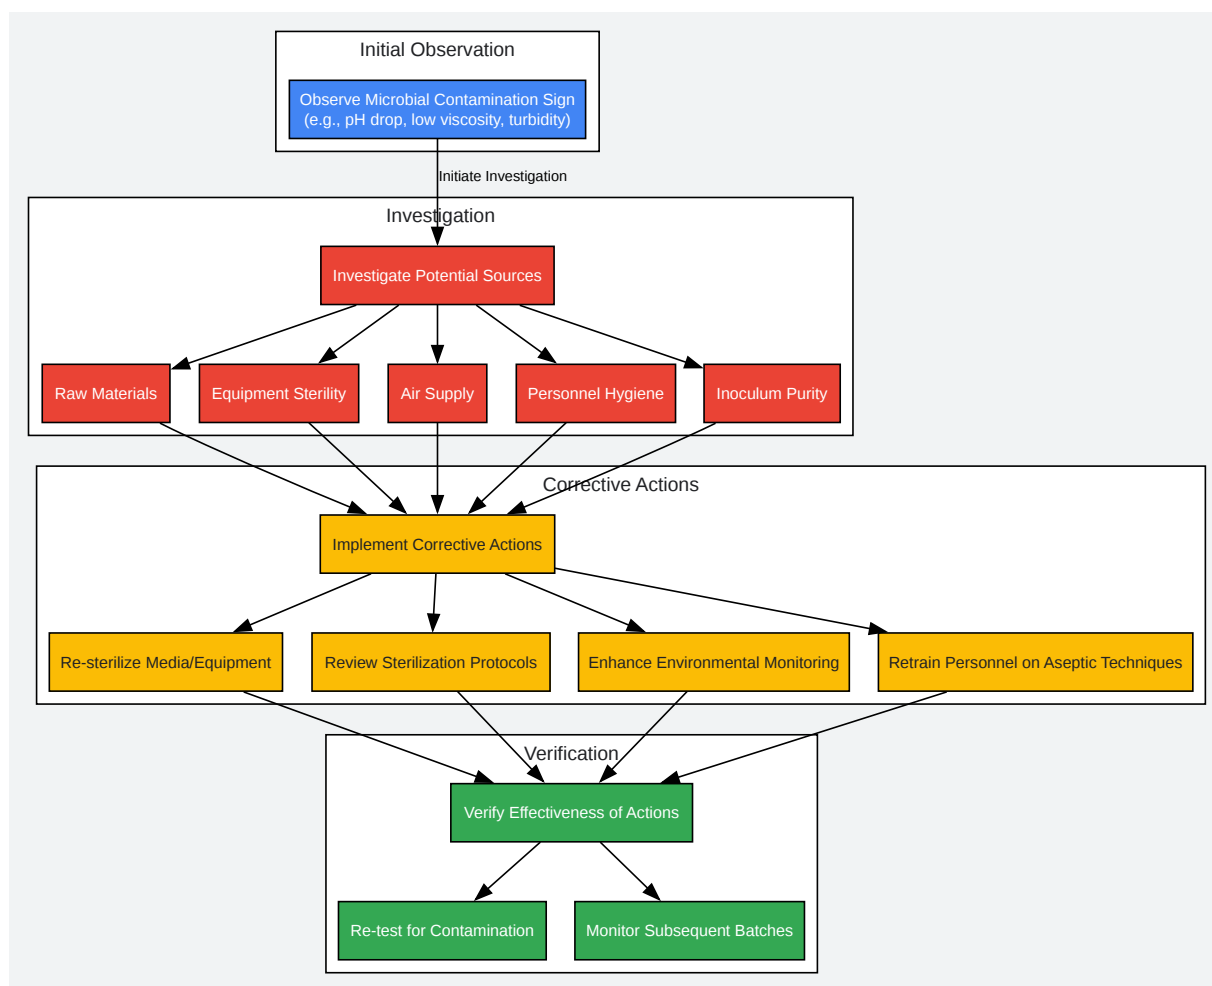 Initial Observation
Observe Microbial Contamination Sign
(e.g., pH drop, low viscosity, turbidity)
Initiate Investigation
Investigation
Investigate Potential Sources
Raw Materials
Equipment Sterility
Air Supply
Personnel Hygiene
Inoculum Purity
Corrective Actions
Implement Corrective Actions
Re-sterilize Media/Equipment
Review Sterilization Protocols
Enhance Environmental Monitoring
Retrain Personnel on Aseptic Techniques
Verification
Verify Effectiveness of Actions
Re-test for Contamination
Monitor Subsequent Batches